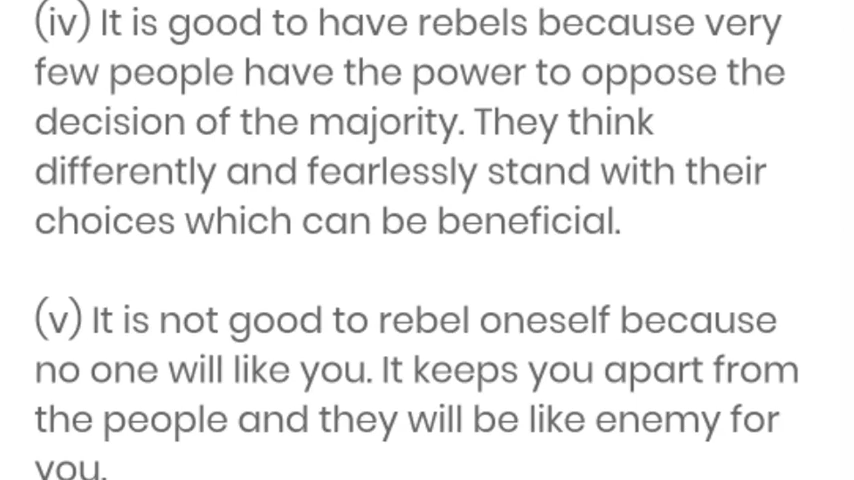 (iv) It is good to have rebels because very
few people have the power to oppose the
decision of the majority. They think
differently and fearlessly stand with their
choices which can be beneficial.
(v) It is not good to rebel oneself because
no one will like you. It keeps you apart from
the people and they will be like enemy for
you.